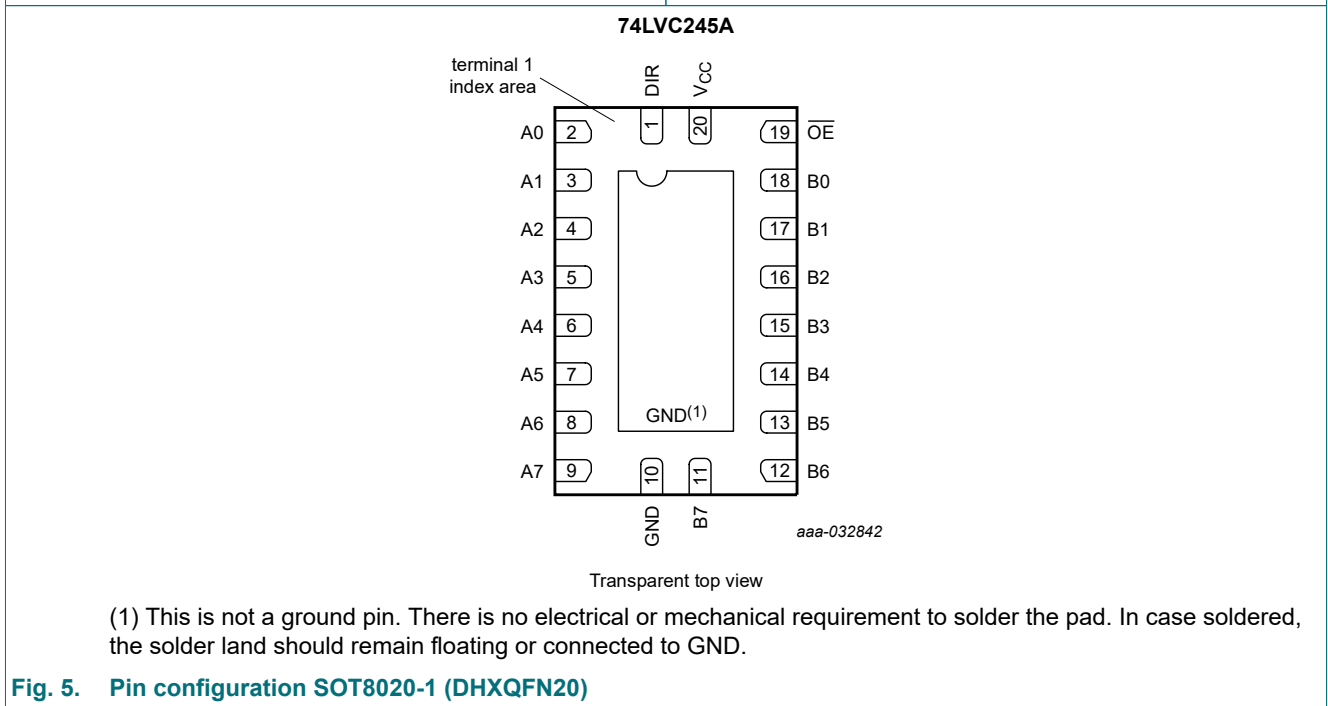 74LVC245A
terminal 1
index area
DIR
VCC
1
20
A0 2
19 OE
A1 3
18 B0
A2 4
17 B1
A3 5
16 B2
A4 6
15 B3
A5 7
14 B4
A6 8
GND(1)
13 B5
A7 9
10
11
12 B6
GND
B7
aaa-032842
Transparent top view
(1) This is not a ground pin. There is no electrical or mechanical requirement to solder the pad. In case soldered,
the solder land should remain floating or connected to GND.
Fig. 5. Pin configuration SOT8020-1 (DHXQFN20)